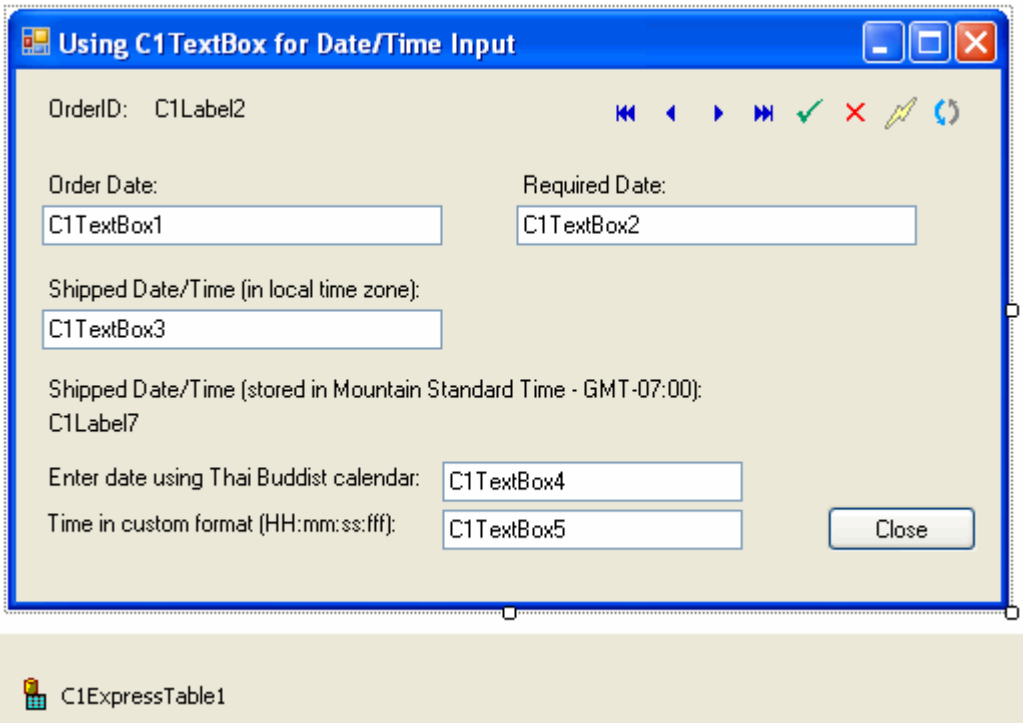 Using C1TextBox for Date/Time Input
OrderID: C1Label2
Order Date: Required Date:
C1TextBox1 C1TextBox2
Shipped Date/Time (in local time zone):
C1TextBox3
Shipped Date/Time (stored in Mountain Standard Time - GMT-07:00):
C1Label7
Enter date using Thai Buddist calendar: C1TextBox4
Time in custom format (HH:mm:ss:fff): C1TextBox5 Close
C1ExpressTable1